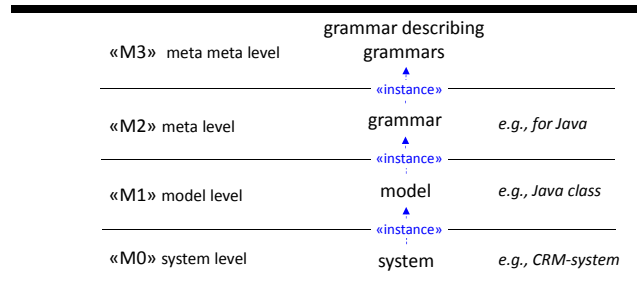 grammar describing
«M3» meta meta level grammars
«instance»
«M2» meta level grammar e.g., for Java
«instance»
«M1» model level model e.g., Java class
«instance»
«M0» system level system e.g., CRM-system